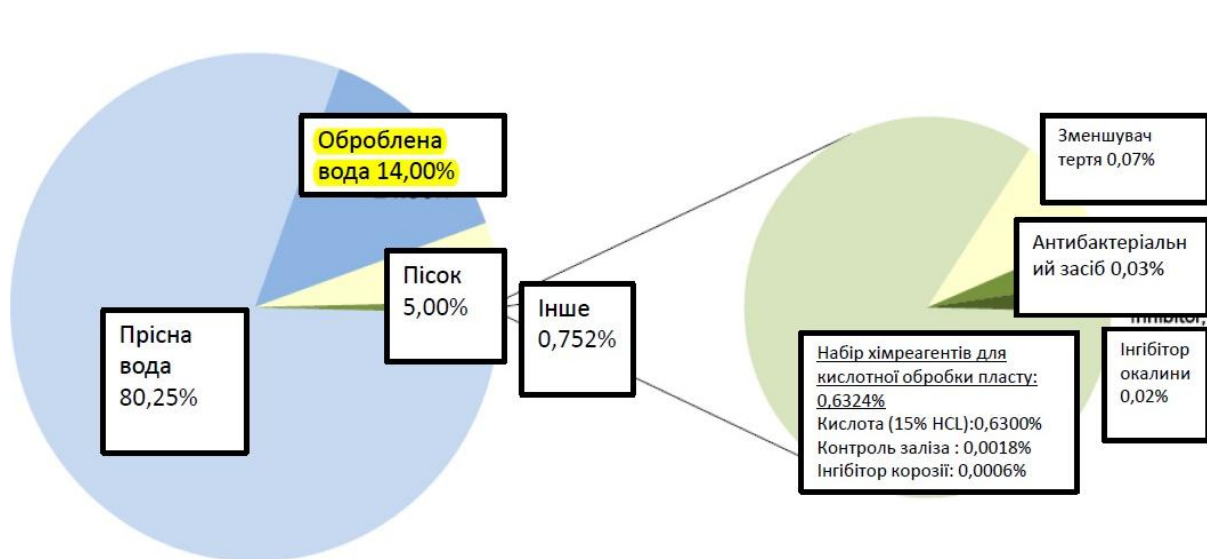 Оброблена
вода 14,00%
Пісок
5,00%
Інше
0,752%
Прісна
вода
80,25%
Зменшувач
тертя 0,07%
Антибактеріальн
ий засіб 0,03%
Інгібітор
окалини
0,02%
Набір хімреагентів для
кислотної обробки пласту:
0,6324%
Кислота (15% HCL):0,6300%
Контроль заліза : 0,0018%
Інгібітор корозії: 0,0006%